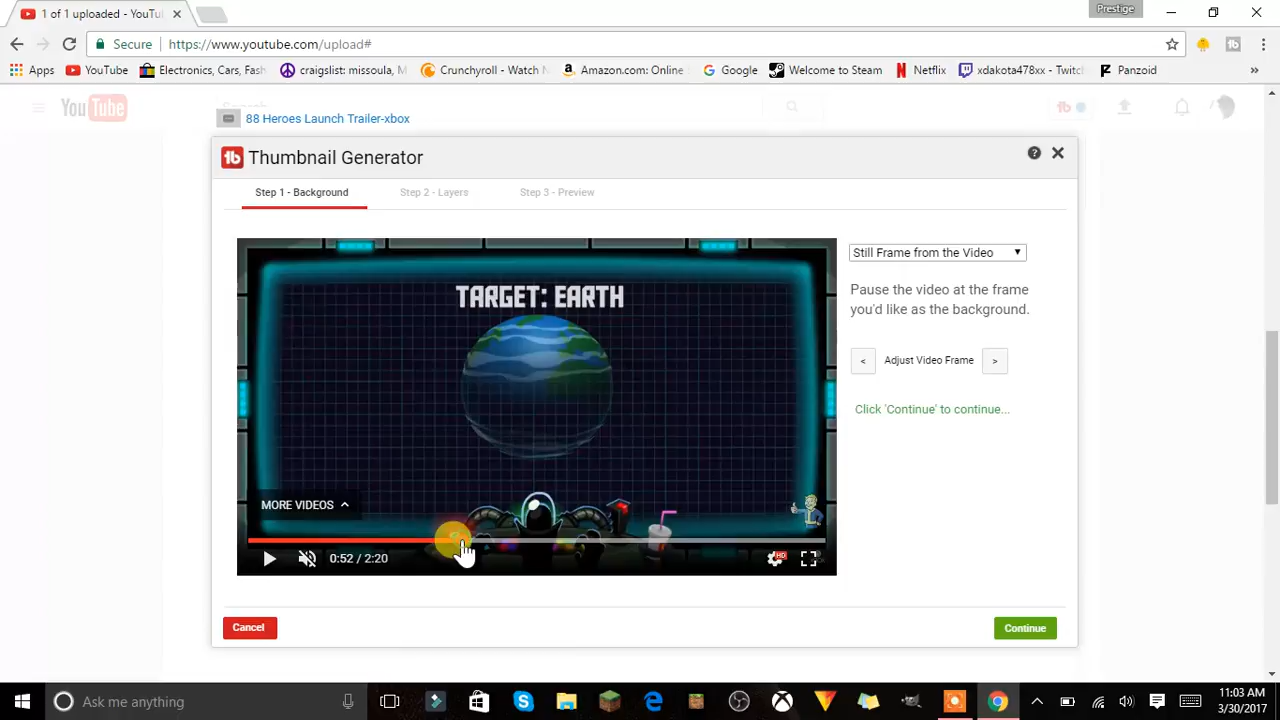 1 of 1 uploaded - YouTu
Prestige
Secure
https://www.youtube.com/upload#
Apps
YouTube
Electronics, Cars, Fash
craigslist: missoula, M
Crunchyroll - Watch N
Amazon.com: Online
Google
Welcome to Steam
Netflix
xdakota478xx - Twitch
Panzoid
»
YouTube
88 Heroes Launch Trailer-xbox
tb Thumbnail Generator
Step 1 - Background
Step 2 - Layers
Step 3 - Preview
TARGET: EARTH
Still Frame from the Video
Pause the video at the frame
you'd like as the background.
< Adjust Video Frame >
Click 'Continue' to continue...
MORE VIDEOS
0:52 / 2:20
HD
Cancel
Continue
Ask me anything
11:03 AM
3/30/2017